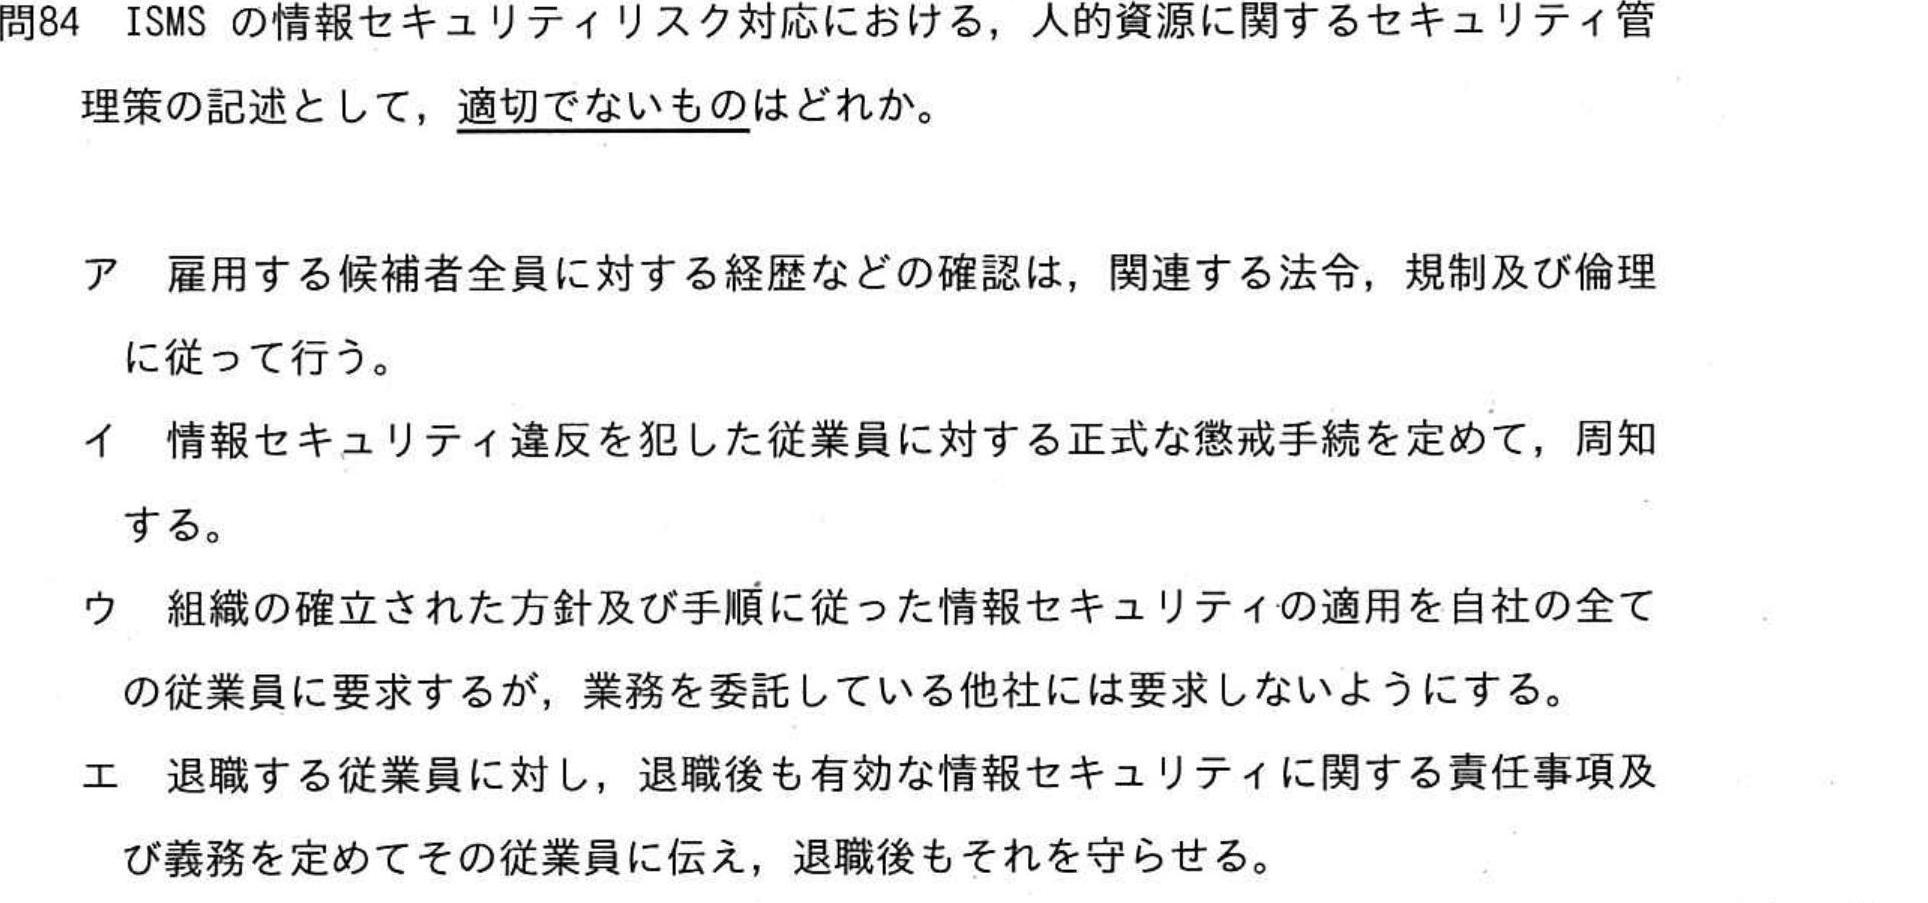 問84 ISMS の情報セキュリティリスク対応における，人的資源に関するセキュリティ管
理策の記述として，適切でないものはどれか。
ア 雇用する候補者全員に対する経歴などの確認は，関連する法令，規制及び倫理
に従って行う。
イ 情報セキュリティ違反を犯した従業員に対する正式な懲戒手続を定めて，周知
する。
ウ 組織の確立された方針及び手順に従った情報セキュリティの適用を自社の全て
の従業員に要求するが，業務を委託している他社には要求しないようにする。
エ 退職する従業員に対し，退職後も有効な情報セキュリティに関する責任事項及
び義務を定めてその従業員に伝え，退職後もそれを守らせる。